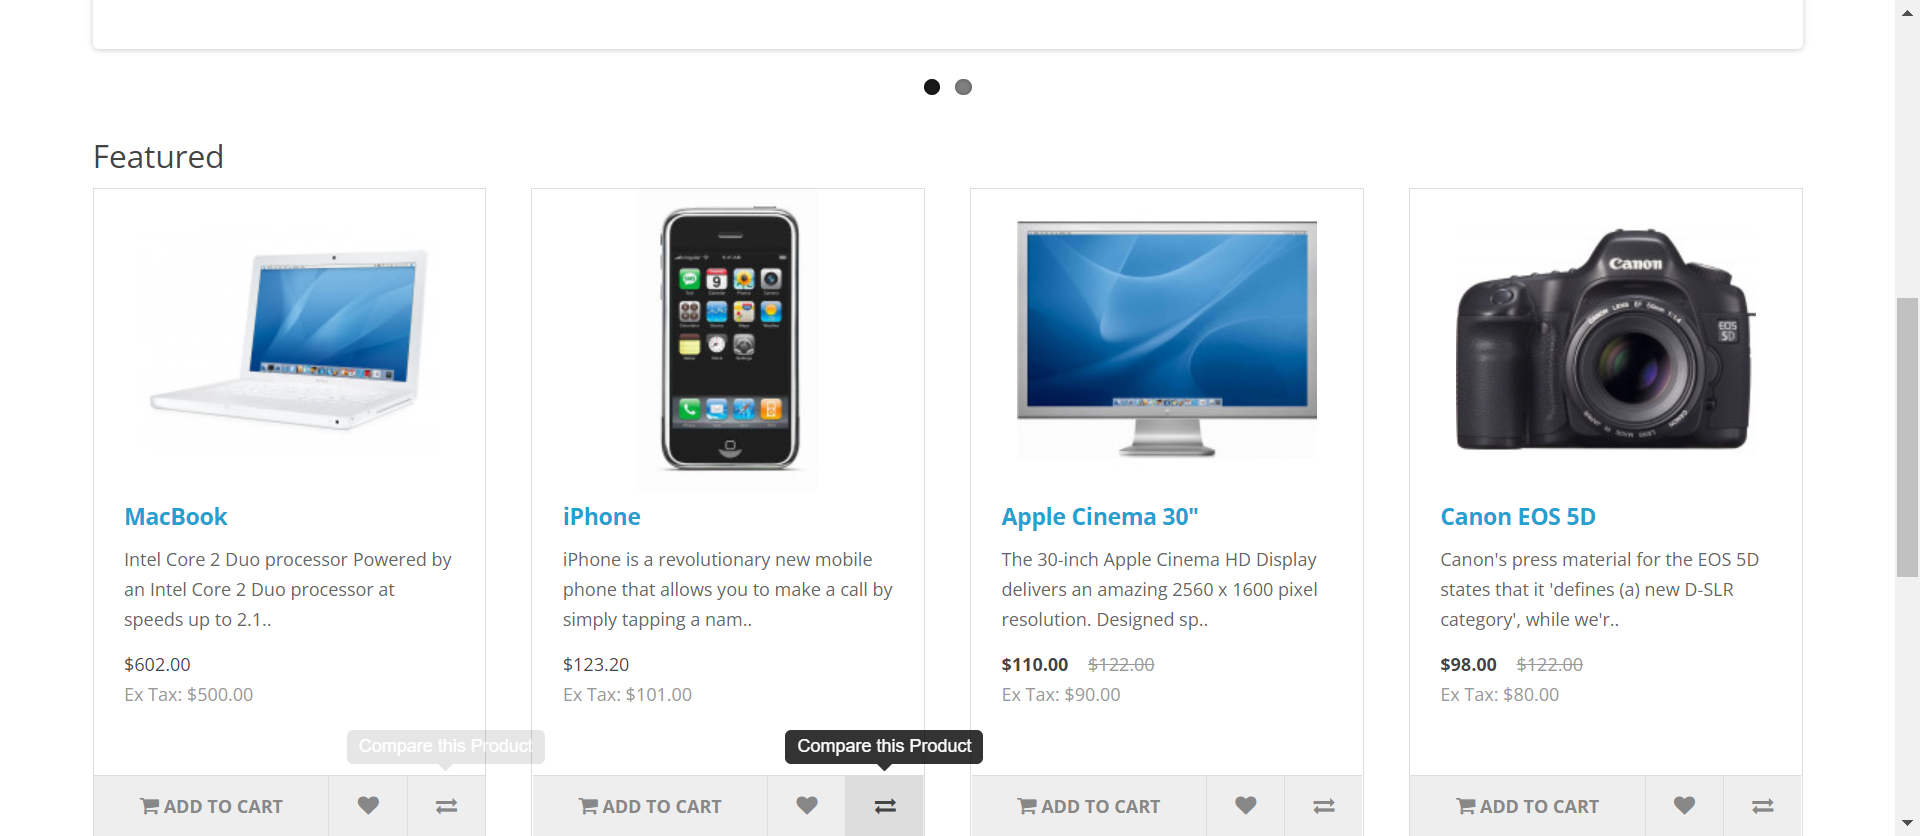 Featured
Canon
EOS
5D
MacBook
Intel Core 2 Duo processor Powered by
an Intel Core 2 Duo processor at
speeds up to 2.1..
$602.00
Ex Tax: $500.00
Compare this Product
ADD TO CART
iPhone
iPhone is a revolutionary new mobile
phone that allows you to make a call by
simply tapping a nam..
$123.20
Ex Tax: $101.00
Compare this Product
ADD TO CART
Apple Cinema 30"
The 30-inch Apple Cinema HD Display
delivers an amazing 2560 x 1600 pixel
resolution. Designed sp..
$110.00 $122.00
Ex Tax: $90.00
ADD TO CART
Canon EOS 5D
Canon's press material for the EOS 5D
states that it 'defines (a) new D-SLR
category', while we'r..
$98.00 $122.00
Ex Tax: $80.00
ADD TO CART